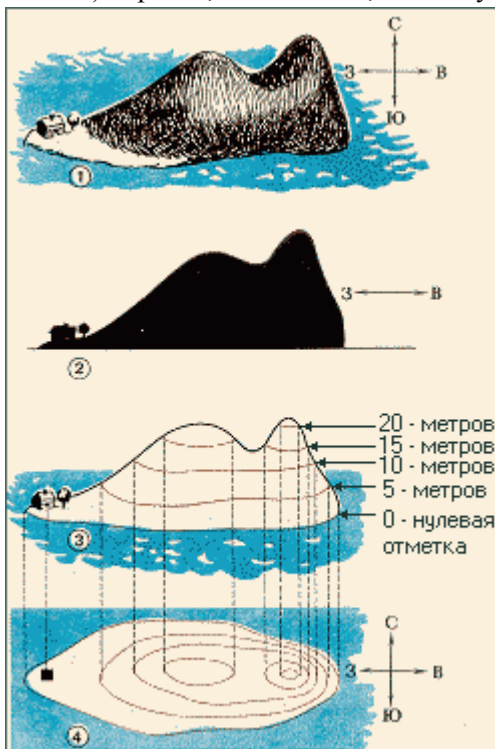 С
З В
Ю
1
З В
2
20 - метров
15 - метров
10 - метров
5 - метров
0 - нулевая
отметка
3
С
З В
Ю
4